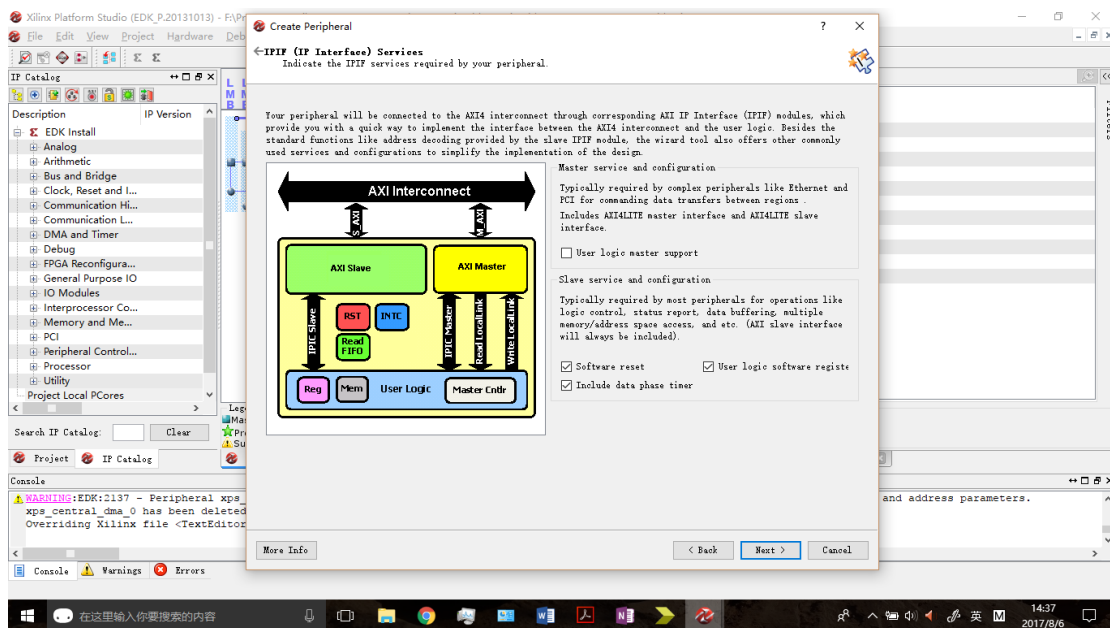 Xilinx Platform Studio (EDK_P.20131013) - F:\Pr
File Edit View Project Hardware Deb
IP Catalog
Description IP Version
EDK Install
Analog
Arithmetic
Bus and Bridge
Clock, Reset and I...
Communication Hi...
Communication L...
DMA and Timer
Debug
FPGA Reconfigura...
General Purpose IO
IO Modules
Interprocessor Co...
Memory and Me...
PCI
Peripheral Control...
Processor
Utility
Project Local PCores
Search IP Catalog: Clear
Project IP Catalog
Create Peripheral
IPIF (IP Interface) Services
Indicate the IPIF services required by your peripheral.
Your peripheral will be connected to the AXI4 interconnect through corresponding AXI IP Interface (IPIF) modules, which
provide you with a quick way to implement the interface between the AXI4 interconnect and the user logic. Besides the
standard functions like address decoding provided by the slave IPIF module, the wizard tool also offers other commonly
used services and configurations to simplify the implementation of the design.
AXI Interconnect
S_AXI
M_AXI
AXI Slave
AXI Master
IPIC Slave
RST
INTC
Read
FIFO
IPIC Master
Read LocalLink
Write LocalLink
Reg
Mem
User Logic
Master Cntlr
Master service and configuration
Typically required by complex peripherals like Ethernet and
PCI for commanding data transfers between regions .
Includes AXI4LITE master interface and AXI4LITE slave
interface.
User logic master support
Slave service and configuration
Typically required by most peripherals for operations like
logic control, status report, data buffering, multiple
memory/address space access, and etc. (AXI slave interface
will always be included).
Software reset User logic software registe
Include data phase timer
More Info < Back Next > Cancel
Console
WARNING:EDK:2137 - Peripheral xps_ and address parameters.
xps_central_dma_0 has been deleted
Overriding Xilinx file <TextEditor
Console Warnings Errors
在这里输入你要搜索的内容
英
14:37
2017/8/6